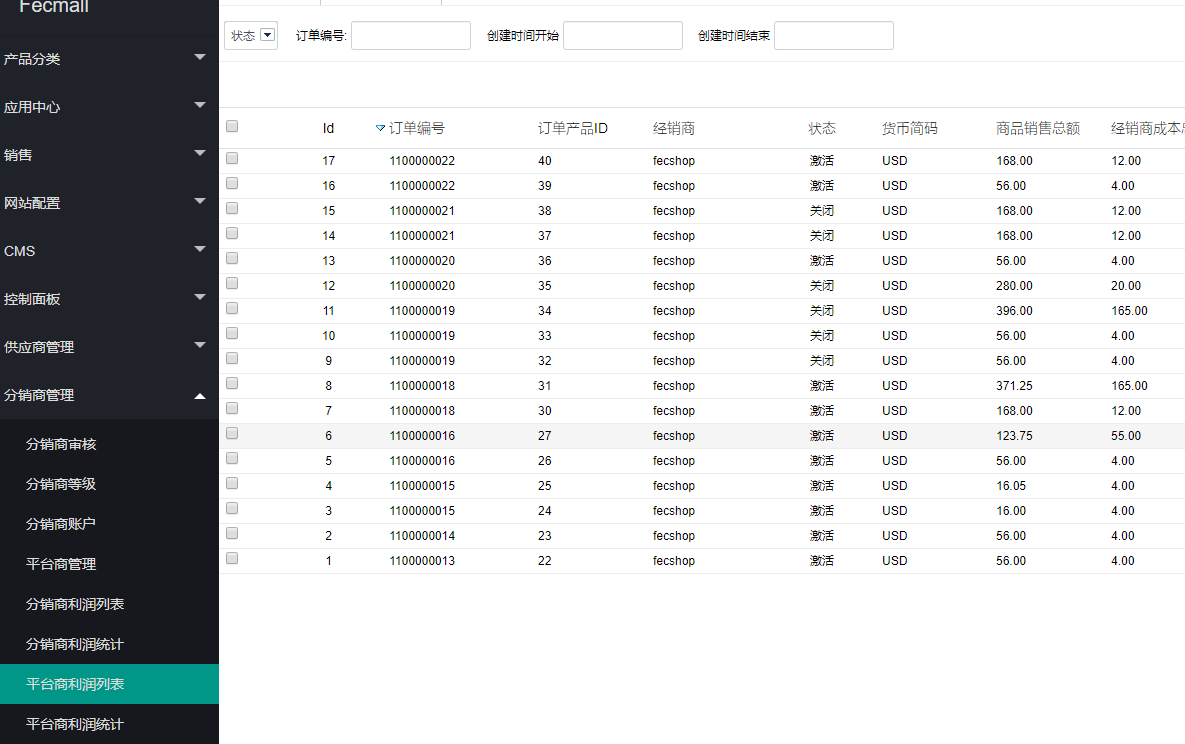 Fecmall
产品分类
应用中心
销售
网站配置
CMS
控制面板
供应商管理
分销商管理
分销商审核
分销商等级
分销商账户
平台商管理
分销商利润列表
分销商利润统计
平台商利润列表
平台商利润统计
状态 订单编号: 创建时间开始 创建时间结束
Id 订单编号 订单产品ID 经销商 状态 货币简码 商品销售总额 经销商成本
17 1100000022 40 fecshop 激活 USD 168.00 12.00
16 1100000022 39 fecshop 激活 USD 56.00 4.00
15 1100000021 38 fecshop 关闭 USD 168.00 12.00
14 1100000021 37 fecshop 关闭 USD 168.00 12.00
13 1100000020 36 fecshop 激活 USD 56.00 4.00
12 1100000020 35 fecshop 关闭 USD 280.00 20.00
11 1100000019 34 fecshop 关闭 USD 396.00 165.00
10 1100000019 33 fecshop 关闭 USD 56.00 4.00
9 1100000019 32 fecshop 关闭 USD 56.00 4.00
8 1100000018 31 fecshop 激活 USD 371.25 165.00
7 1100000018 30 fecshop 激活 USD 168.00 12.00
6 1100000016 27 fecshop 激活 USD 123.75 55.00
5 1100000016 26 fecshop 激活 USD 56.00 4.00
4 1100000015 25 fecshop 激活 USD 16.05 4.00
3 1100000015 24 fecshop 激活 USD 16.00 4.00
2 1100000014 23 fecshop 激活 USD 56.00 4.00
1 1100000013 22 fecshop 激活 USD 56.00 4.00